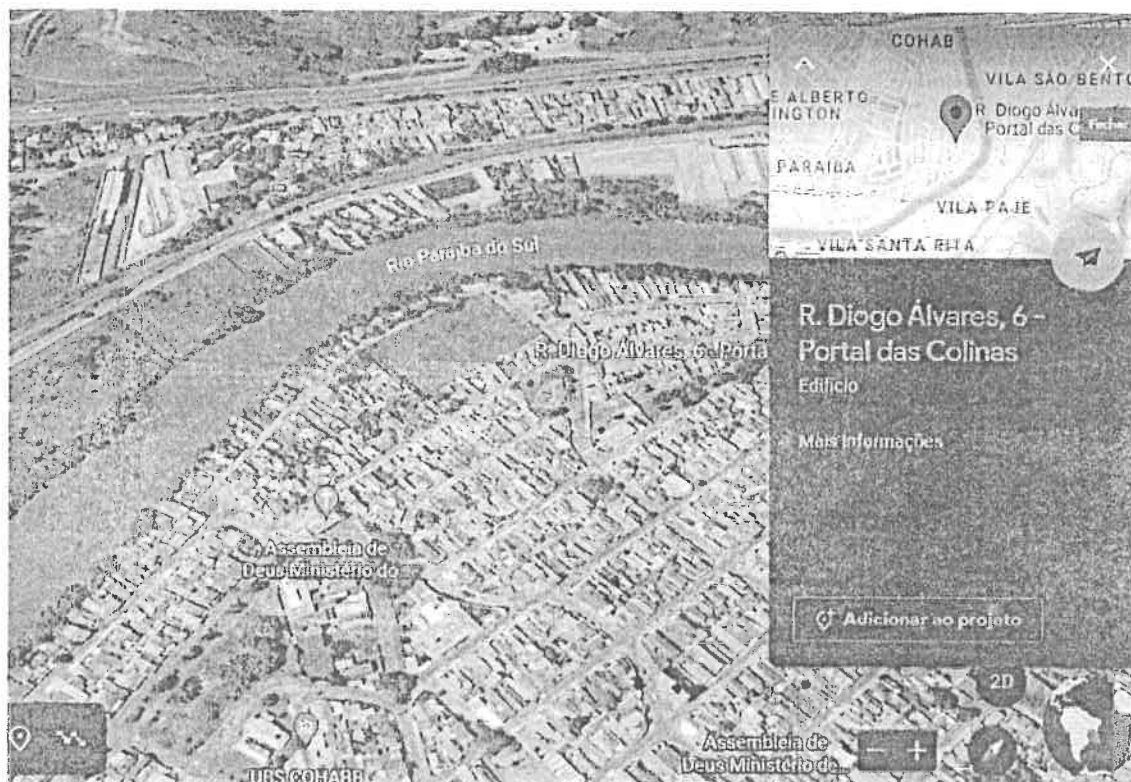 COHAB
VILA SÃO BENTO
E ALBERTO
INGTON
R. Diogo Álvar
Portal das C
Fechar
PARAIBA
VILA PAJE
VILA SANTA RITA
Rio Paraíba do Sul
R. Diogo Álvares, 6 - Porta
R. Diogo Álvares, 6 -
Portal das Colinas
Edifício
Mais informações
Assembleia de
Deus Ministério do
Adicionar ao projeto
2D
Assembleia de
Deus Ministério de...
UBS COHAB